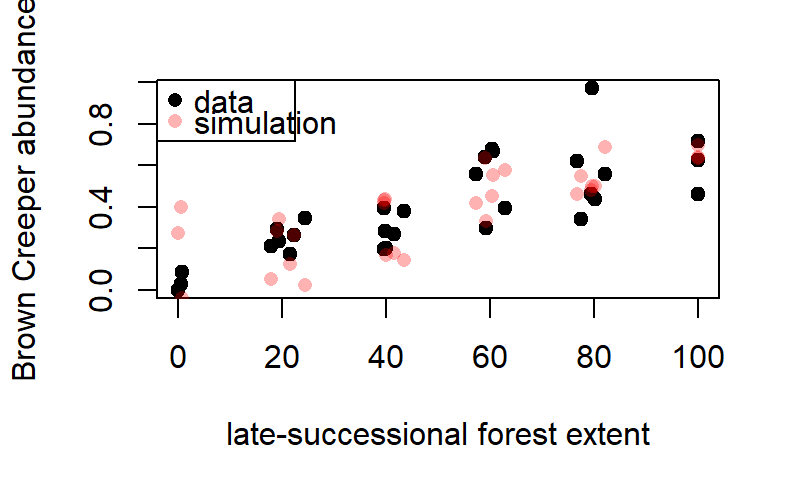 Brown Creeper abundance
0.8
0.4
0.0
data
simulation
0 20 40 60 80 100
late-successional forest extent